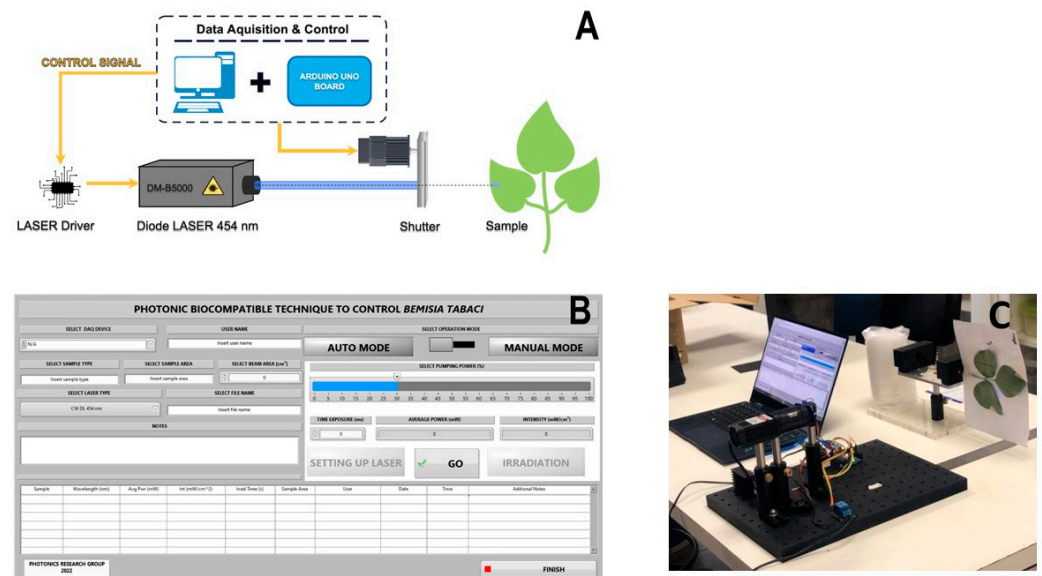 A
Data Aquisition & Control
CONTROL SIGNAL
+
ARDUINO UNO
BOARD
DM-B5000
LASER Driver
Diode LASER 454 nm
Shutter
Sample
B
PHOTONIC BIOCOMPATIBLE TECHNIQUE TO CONTROL BEMISIA TABACI
SELECT DAQ DEVICE
USER NAME
SELECT OPERATION MODE
N/A
Insert user name
AUTO MODE
MANUAL MODE
SELECT SAMPLE TYPE
SELECT SAMPLE AREA
SELECT BEAM AREA (cm²)
SELECT PUMPING POWER (%)
Insert sample type
Insert sample area
0
SELECT LASER TYPE
SELECT FILE NAME
0 5 10 15 20 25 30 35 40 45 50 55 60 65 70 75 80 85 90 95 100
CW DL 454 nm
Insert file name
TIME EXPOSURE (ms)
AVERAGE POWER (mW)
INTENSITY (mW/cm²)
NOTES
0
0
0
SETTING UP LASER
GO
IRRADIATION
Sample Wavelength (nm) Avg Pwr (mW) Int (mW/cm^2) Irrad Time (s) Sample Area User Date Time Aditional Notes
PHOTONICS RESEARCH GROUP
2022
FINISH
C